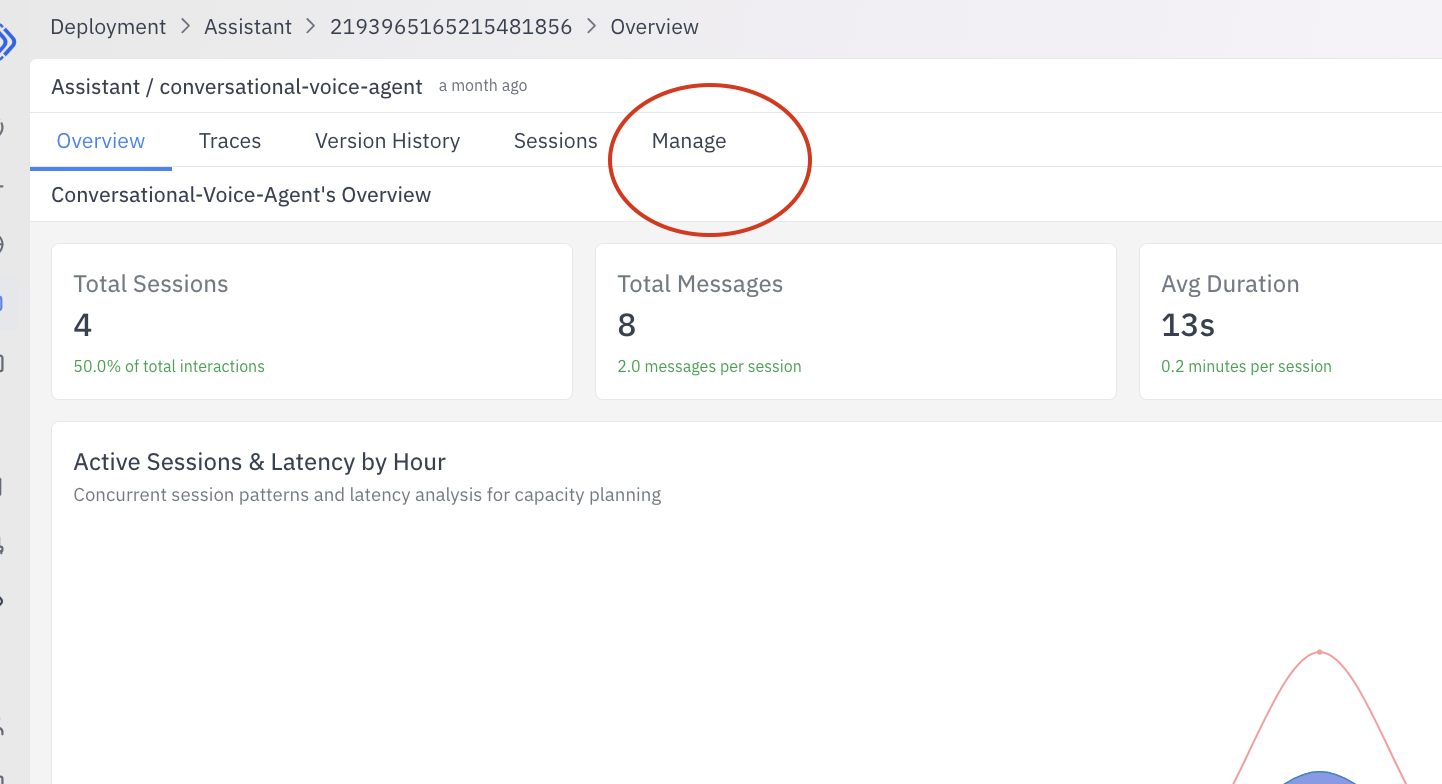 Deployment > Assistant > 2193965165215481856 > Overview
Assistant / conversational-voice-agent a month ago
Overview Traces Version History Sessions Manage
Conversational-Voice-Agent's Overview
Total Sessions
4
50.0% of total interactions
Total Messages
8
2.0 messages per session
Avg Duration
13s
0.2 minutes per session
Active Sessions & Latency by Hour
Concurrent session patterns and latency analysis for capacity planning